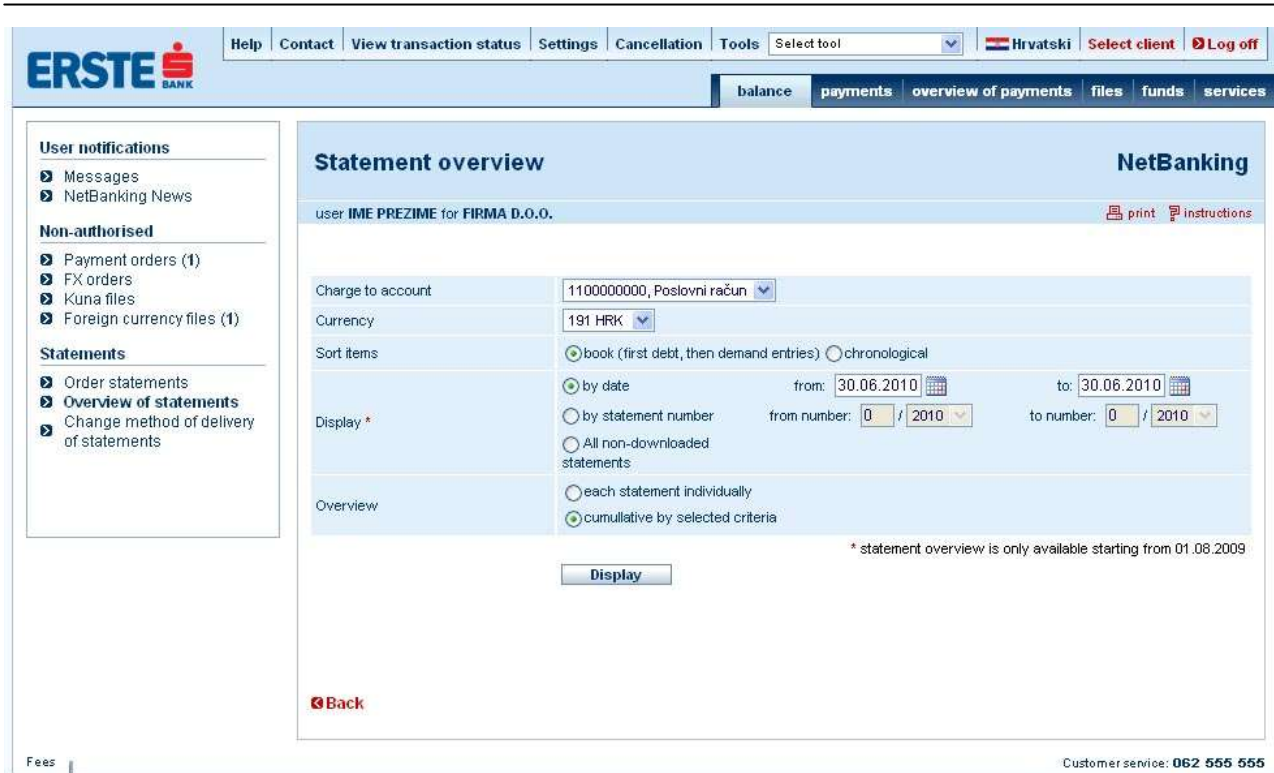 ERSTE
BANK
Help Contact View transaction status Settings Cancellation Tools Select tool Hrvatski Select client Log off
balance payments overview of payments files funds services
User notifications
Messages
NetBanking News
Non-authorised
Payment orders (1)
FX orders
Kuna files
Foreign currency files (1)
Statements
Order statements
Overview of statements
Change method of delivery
of statements
Statement overview NetBanking
user IME PREZIME for FIRMA D.O.O. print instructions
Charge to account 1100000000, Poslovni račun
Currency 191 HRK
Sort items book (first debt, then demand entries) chronological
Display *
by date from: 30.06.2010 to: 30.06.2010
by statement number from number: 0 / 2010 to number: 0 / 2010
All non-downloaded
statements
Overview
each statement individually
cumullative by selected criteria
* statement overview is only available starting from 01.08.2009
Display
Back
Fees Customer service: 062 555 555